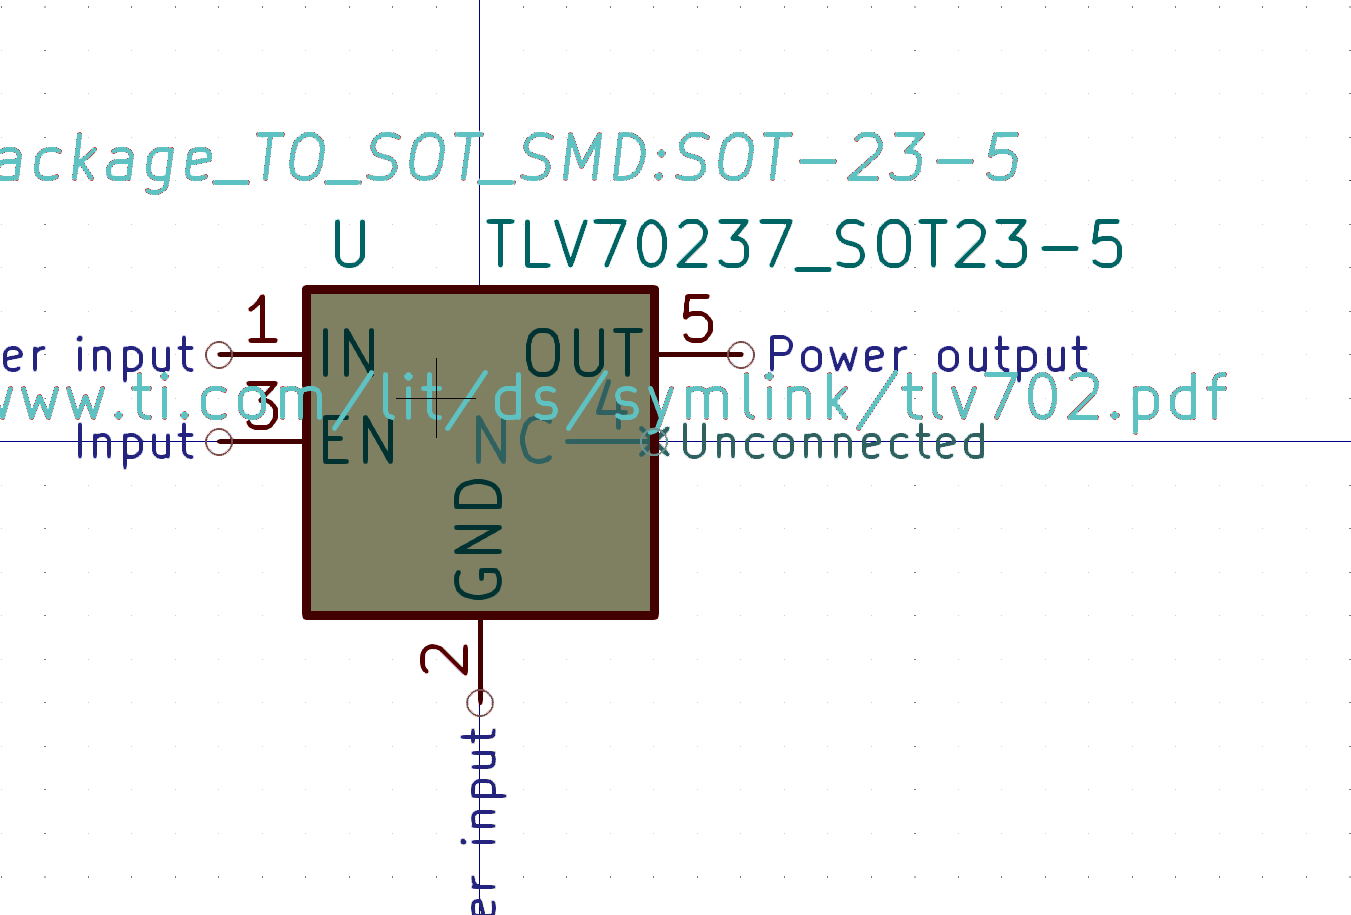 ackage_TO_SOT_SMD:SOT-23-5
U TLV70237_SOT23-5
1 5
er input IN OUT Power output
www.ti.com/lit/ds/symlink/tlv702.pdf
3 4
Input EN NC Unconnected
GND
2
er input